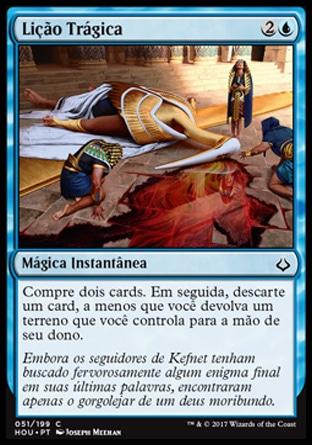 Lição Trágica 2
Mágica Instantânea
Compre dois cards. Em seguida, descarte
um card, a menos que você devolva um
terreno que você controla para a mão de
seu dono.
Embora os seguidores de Kefnet tenham
buscado fervorosamente algum enigma final
em suas últimas palavras, encontraram
apenas o gorgolejar de um deus moribundo.
051/199 C
HOU • PT Joseph Meehan
™ & © 2017 Wizards of the Coast